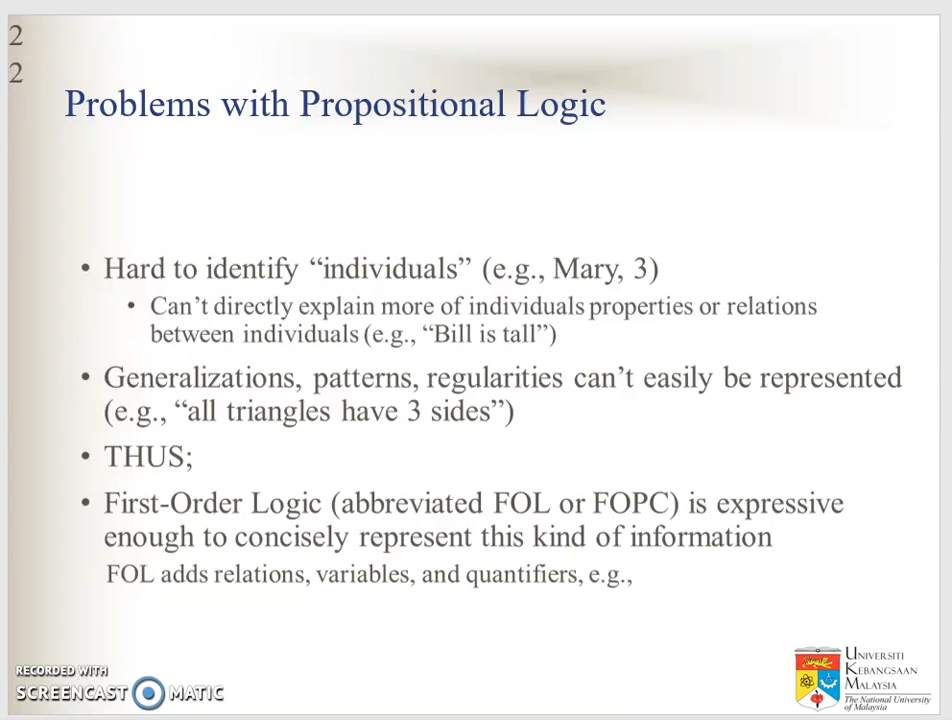 2
2
Problems with Propositional Logic
• Hard to identify “individuals” (e.g., Mary, 3)
• Can’t directly explain more of individuals properties or relations
between individuals (e.g., “Bill is tall”)
• Generalizations, patterns, regularities can’t easily be represented
(e.g., “all triangles have 3 sides”)
• THUS;
• First-Order Logic (abbreviated FOL or FOPC) is expressive
enough to concisely represent this kind of information
FOL adds relations, variables, and quantifiers, e.g.,
RECORDED WITH
SCREENCAST MATIC
UNIVERSITI
KEBANGSAAN
MALAYSIA
The National University
of Malaysia